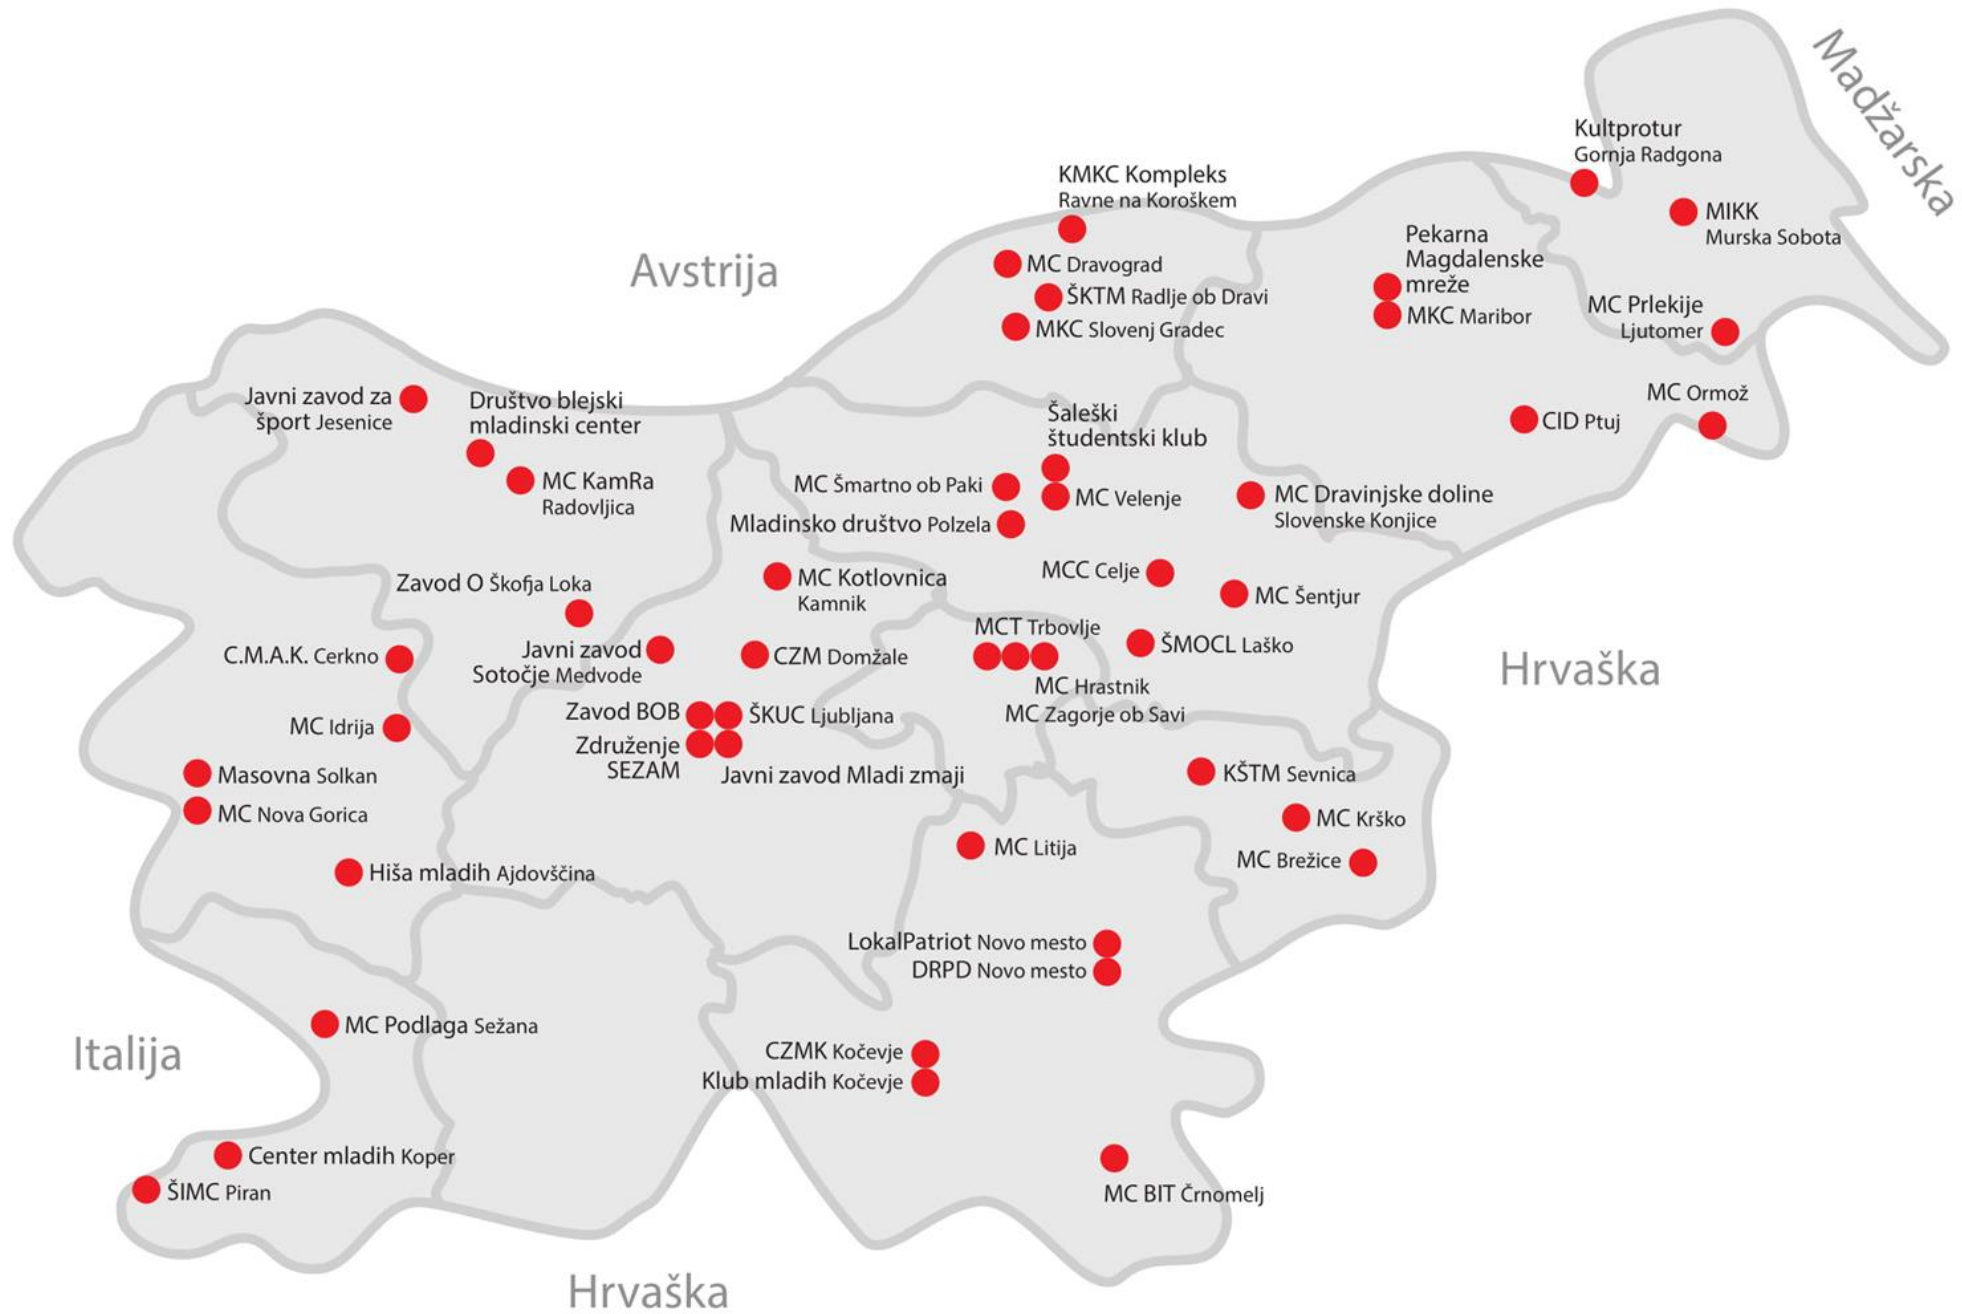 Madžarska
Kultprotur
Gornja Radgona
KMKC Kompleks
Ravne na Koroškem
MIKK
Murska Sobota
Pekarna
Magdalenske
mreže
Avstrija
MC Dravograd
ŠKTM Radlje ob Dravi
MKC Maribor
MC Prlekije
Ljutomer
MKC Slovenj Gradec
Javni zavod za
šport Jesenice
Društvo blejski
mladinski center
MC Ormož
Šaleški
študentski klub
CID Ptuj
MC KamRa
Radovljica
MC Šmartno ob Paki
MC Velenje
MC Dravinjske doline
Slovenske Konjice
Mladinsko društvo Polzela
Zavod O Škofja Loka
MC Kotlovnica
Kamnik
MCC Celje
MC Šentjur
MCT Trbovlje
C.M.A.K. Cerkno
Javni zavod
Sotočje Medvode
CZM Domžale
ŠMOCL Laško
Hrvaška
MC Hrastnik
MC Zagorje ob Savi
MC Idrija
Zavod BOB
ŠKUC Ljubljana
Združenje
SEZAM
Javni zavod Mladi zmaji
Masovna Solkan
KŠTM Sevnica
MC Nova Gorica
MC Krško
MC Litija
MC Brežice
Hiša mladih Ajdovščina
LokalPatriot Novo mesto
DRPD Novo mesto
MC Podlaga Sežana
Italija
CZMK Kočevje
Klub mladih Kočevje
Center mladih Koper
ŠIMC Piran
MC BIT Črnomelj
Hrvaška